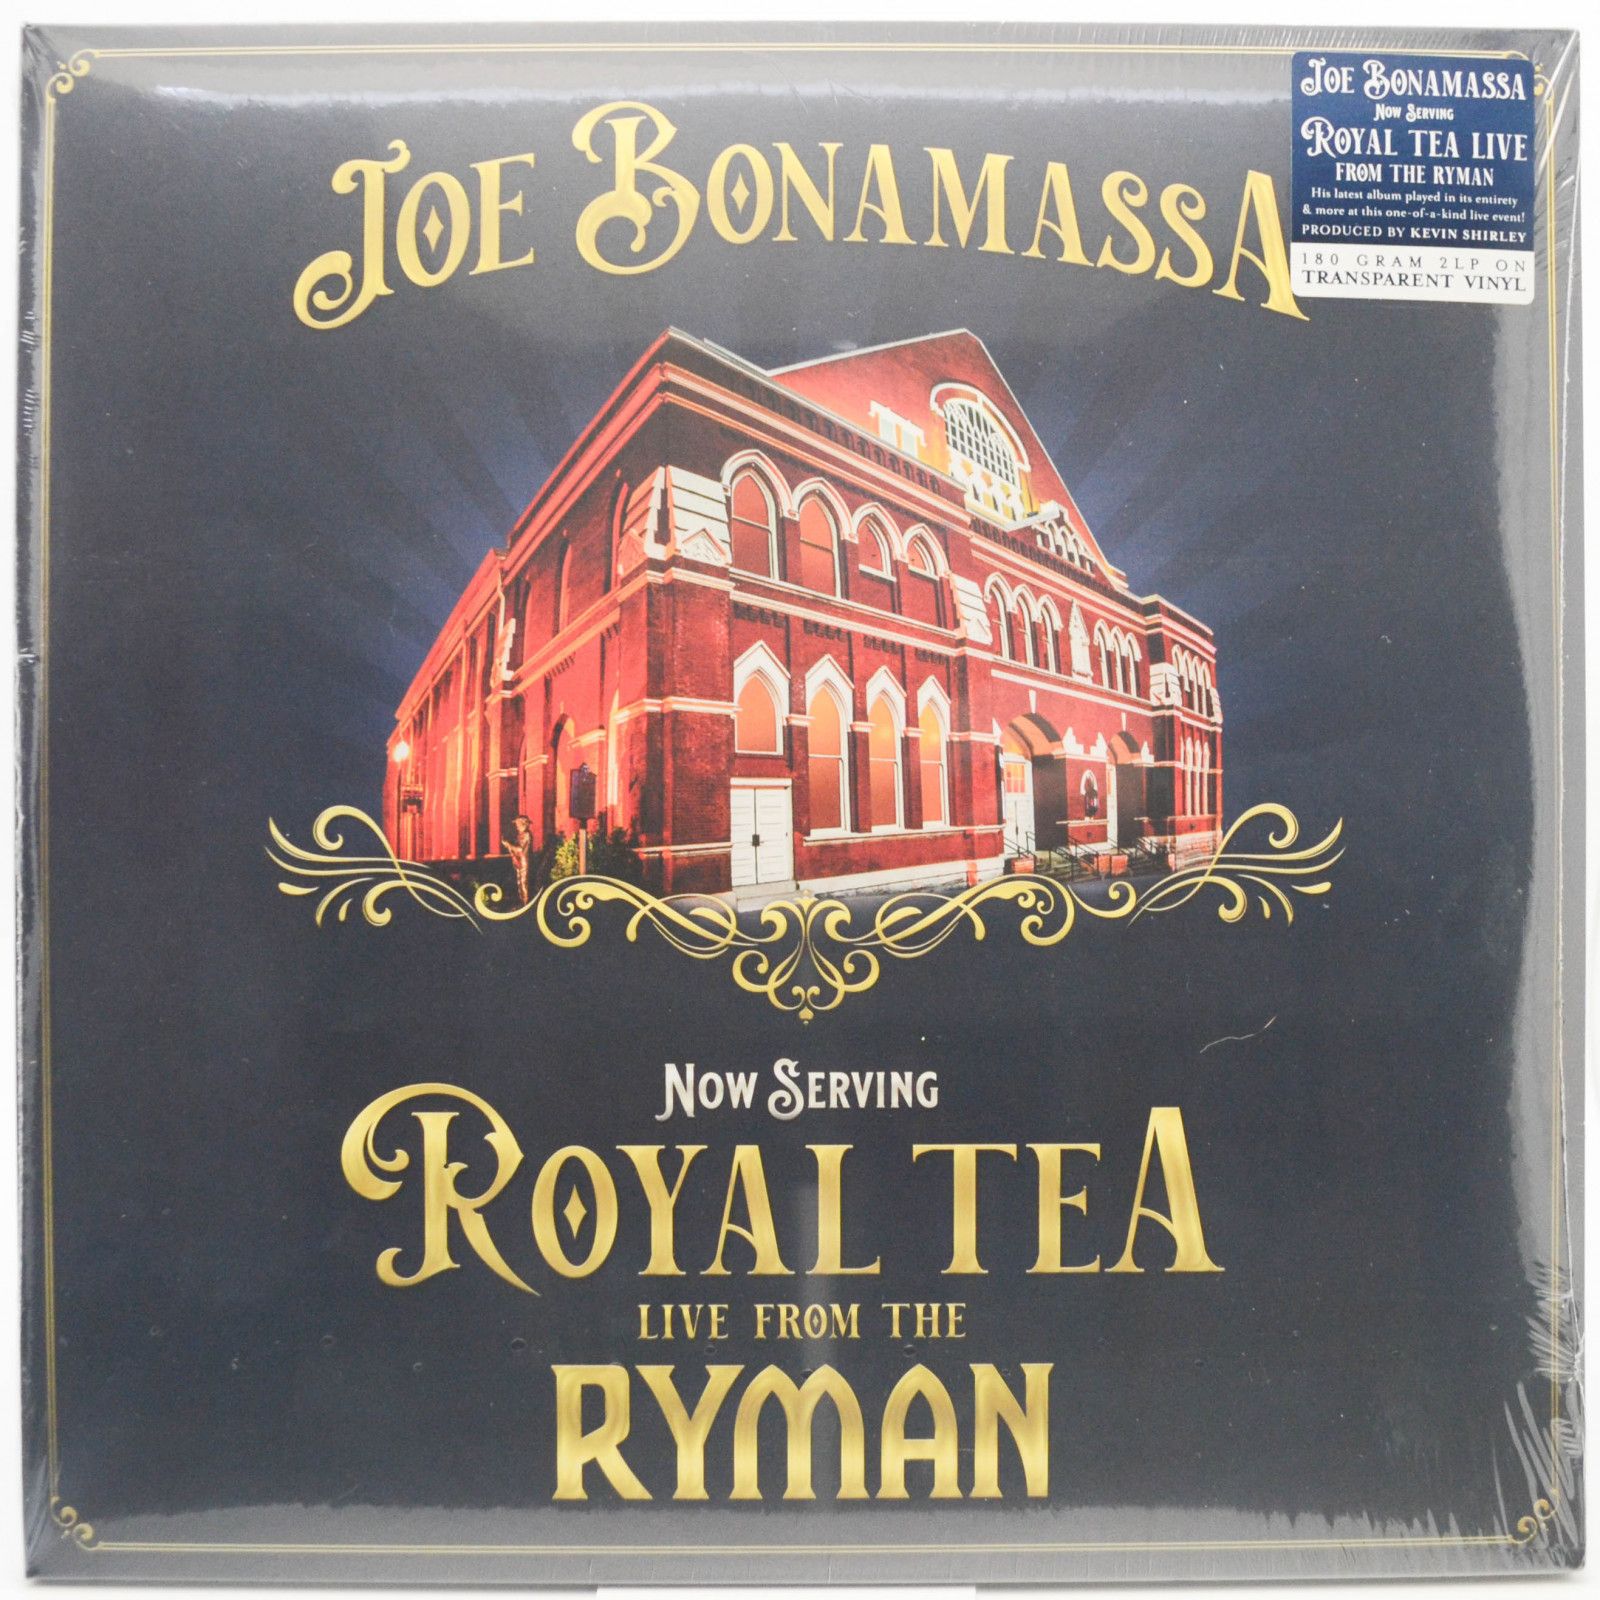 JOE BONAMASSA
NOW SERVING
ROYAL TEA LIVE
FROM THE RYMAN
His latest album played in its entirety
& more at this one-of-a-kind live event!
PRODUCED BY KEVIN SHIRLEY
180 GRAM 2LP ON
TRANSPARENT VINYL
JOE BONAMASSA
NOW SERVING
ROYAL TEA
LIVE FROM THE
RYMAN